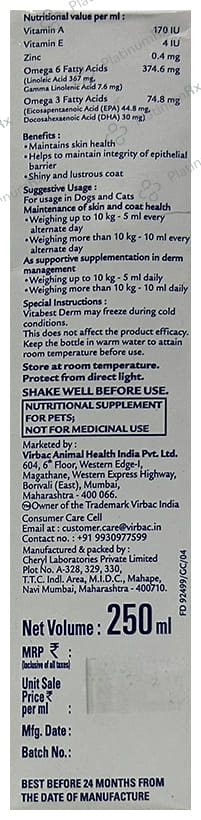 Nutritional value per ml :
Vitamin A 170 IU
Vitamin E 4 IU
Zinc 0.4 mg
Omega 6 Fatty Acids 374.6 mg
(Linoleic Acid 367 mg,
Gamma Linolenic Acid 7.6 mg)
Omega 3 Fatty Acids 74.8 mg
(Eicosapentaenoic Acid (EPA) 44.8 mg,
Docosahexaenoic Acid (DHA) 30 mg)
Benefits :
• Maintains skin health
• Helps to maintain integrity of epithelial
barrier
• Shiny and lustrous coat
Suggestive Usage :
For usage in Dogs and Cats
Maintenance of skin and coat health
• Weighing up to 10 kg - 5 ml every
alternate day
• Weighing more than 10 kg - 10 ml every
alternate day
As supportive supplementation in derm
management
• Weighing up to 10 kg - 5 ml daily
• Weighing more than 10 kg - 10 ml daily
Special Instructions :
Vitabest Derm may freeze during cold
conditions.
This does not affect the product efficacy.
Keep the bottle in warm water to attain
room temperature before use.
Store at room temperature.
Protect from direct light.
SHAKE WELL BEFORE USE.
NUTRITIONAL SUPPLEMENT
FOR PETS;
NOT FOR MEDICINAL USE
Marketed by :
Virbac Animal Health India Pvt. Ltd.
604, 6th Floor, Western Edge-I,
Magathane, Western Express Highway,
Borivali (East), Mumbai,
Maharashtra - 400 066.
Owner of the Trademark Virbac India
Consumer Care Cell
Email at : customer.care@virbac.in
Contact no. : +91 9930977599
Manufactured & packed by :
Cheryl Laboratories Private Limited
Plot No. A-328, 329, 330,
T.T.C. Indl. Area, M.I.D.C., Mahape,
Navi Mumbai, Maharashtra - 400710.
FD 92499/GC/04
Net Volume : 250 ml
MRP ₹ :
(Inclusive of all taxes)
Unit Sale
Price ₹
per ml :
Mfg. Date :
Batch No. :
BEST BEFORE 24 MONTHS FROM
THE DATE OF MANUFACTURE